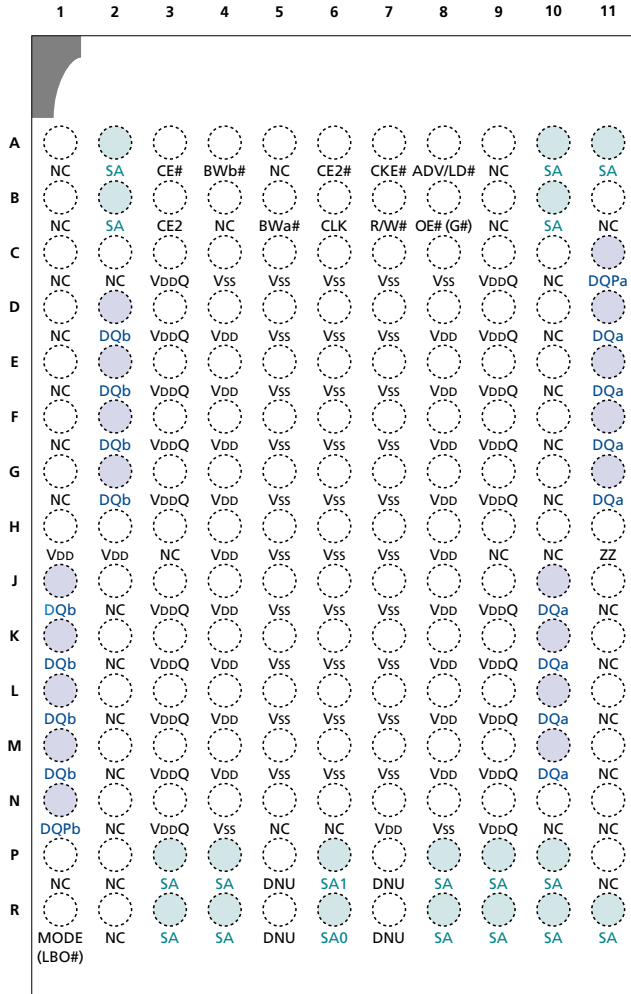 1 2 3 4 5 6 7 8 9 10 11
A
NC SA CE# BWb# NC CE2# CKE# ADV/LD# NC SA SA
B
NC SA CE2 NC BWa# CLK R/W# OE# (G#) NC SA NC
C
NC NC VDDQ VSS VSS VSS VSS VSS VDDQ NC DQPa
D
NC DQb VDDQ VDD VSS VSS VSS VDD VDDQ NC DQa
E
NC DQb VDDQ VDD VSS VSS VSS VDD VDDQ NC DQa
F
NC DQb VDDQ VDD VSS VSS VSS VDD VDDQ NC DQa
G
NC DQb VDDQ VDD VSS VSS VSS VDD VDDQ NC DQa
H
VDD VDD NC VDD VSS VSS VSS VDD NC NC ZZ
J
DQb NC VDDQ VDD VSS VSS VSS VDD VDDQ DQa NC
K
DQb NC VDDQ VDD VSS VSS VSS VDD VDDQ DQa NC
L
DQb NC VDDQ VDD VSS VSS VSS VDD VDDQ DQa NC
M
DQb NC VDDQ VDD VSS VSS VSS VDD VDDQ DQa NC
N
DQPb NC VDDQ VSS NC NC VDD VSS VDDQ NC NC
P
NC NC SA SA DNU SA1 DNU SA SA SA NC
R
MODE NC SA SA DNU SA0 DNU SA SA SA SA
(LBO#)